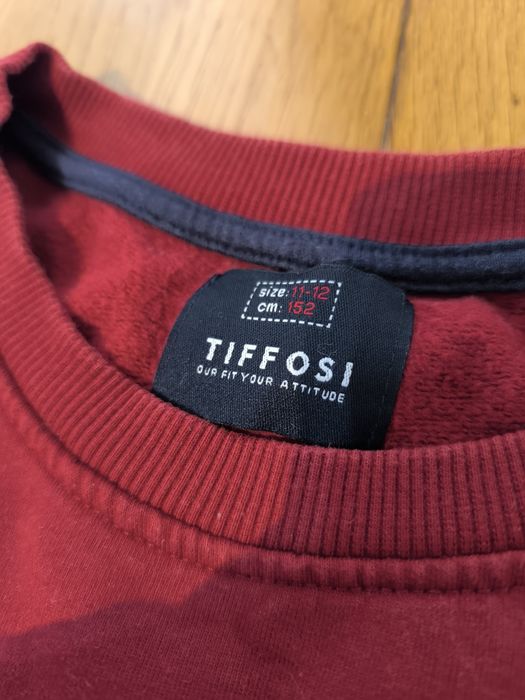 size: 11-12
cm: 152
TIFFOSI
OUR FIT YOUR ATTITUDE